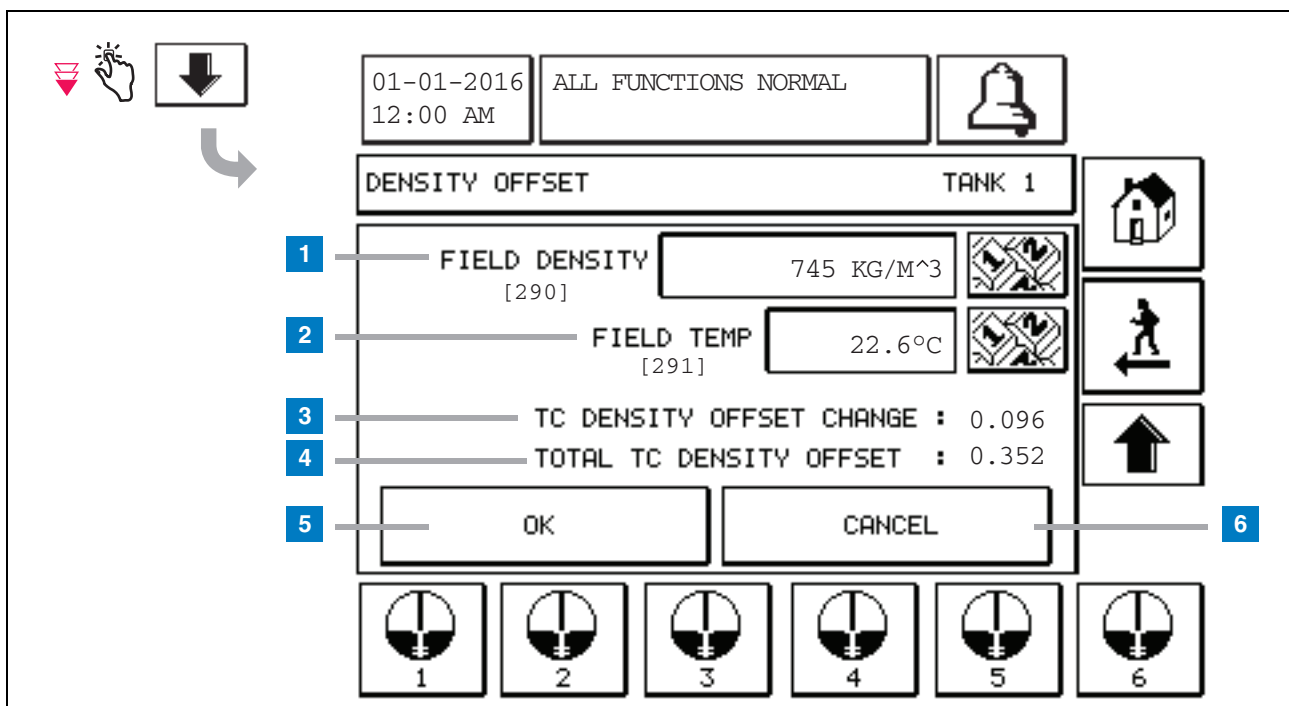 01-01-2016
12:00 AM
ALL FUNCTIONS NORMAL
DENSITY OFFSET TANK 1
1 FIELD DENSITY 745 KG/M^3
[290]
2 FIELD TEMP 22.6°C
[291]
3 TC DENSITY OFFSET CHANGE : 0.096
4 TOTAL TC DENSITY OFFSET : 0.352
5 OK CANCEL 6
1 2 3 4 5 6